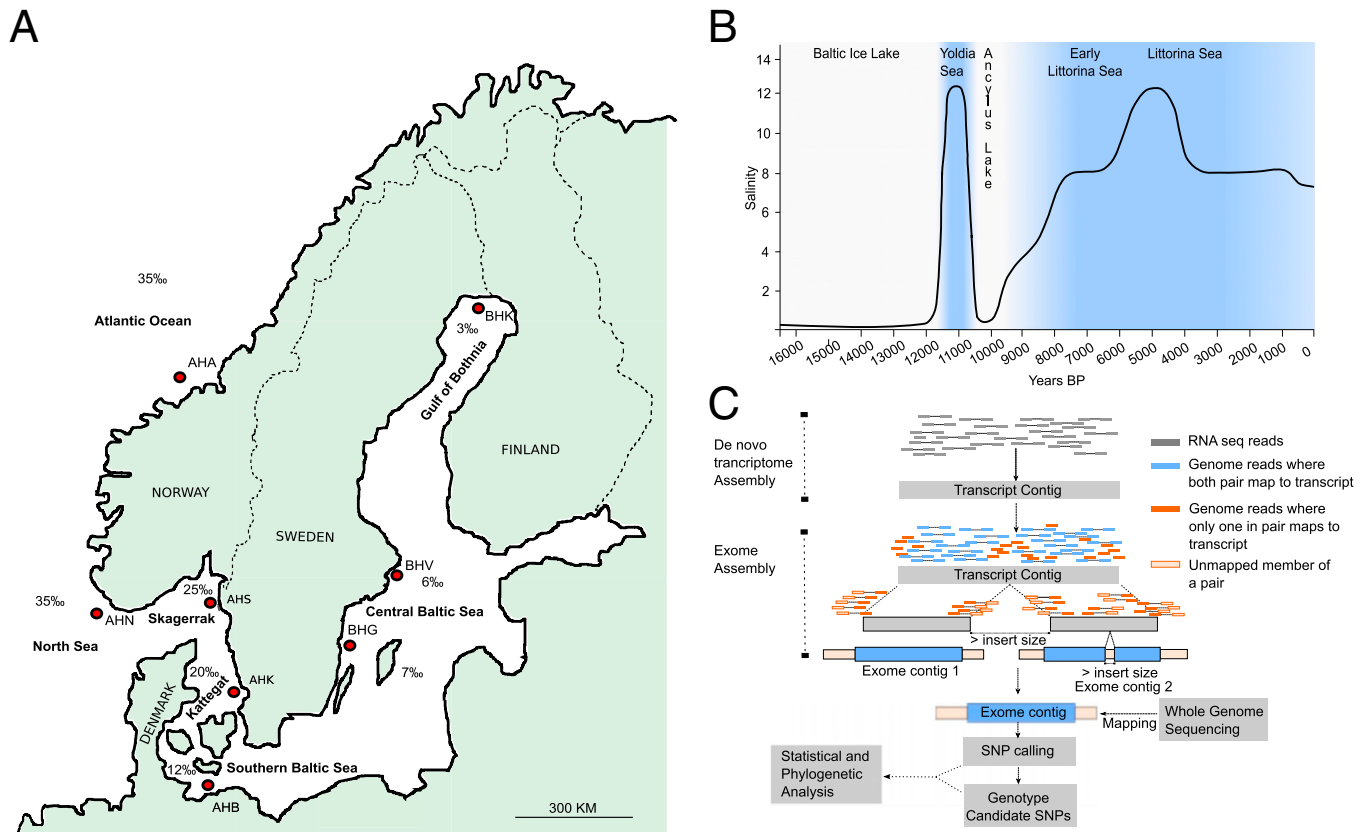 A
35‰
Atlantic Ocean
AHA
BHK
3‰
Gulf of Bothnia
FINLAND
NORWAY
SWEDEN
BHV
6‰
25‰
AHS
Skagerrak
35‰
AHN
North Sea
Central Baltic Sea
BHG
7‰
20‰
AHK
Kattegat
DENMARK
12‰
Southern Baltic Sea
AHB
300 KM
B
Baltic Ice Lake
Yoldia
Sea
Ancylus Lake
Early
Littorina Sea
Littorina Sea
14
12
10
8
6
4
2
Salinity
16000
15000
14000
13000
12000
11000
10000
9000
8000
7000
6000
5000
4000
3000
2000
1000
0
Years BP
C
De novo
trancriptome
Assembly
Transcript Contig
RNA seq reads
Genome reads where
both pair map to transcript
Genome reads where
only one in pair maps to
transcript
Unmapped member of
a pair
Exome
Assembly
Transcript Contig
> insert size
Exome contig 1
> insert size
Exome contig 2
Exome contig
Mapping
Whole Genome
Sequencing
SNP calling
Statistical and
Phylogenetic
Analysis
Genotype
Candidate SNPs